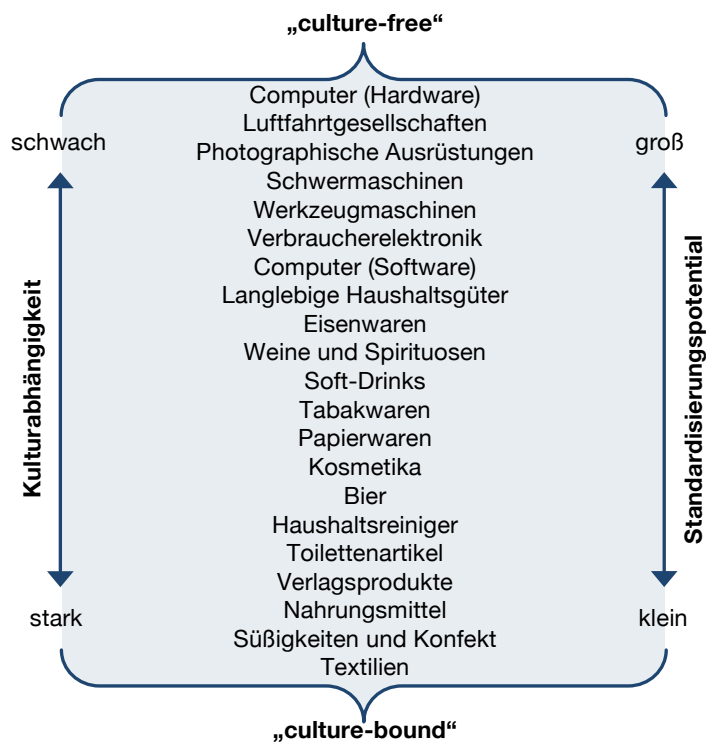 „culture-free“
Computer (Hardware)
Luftfahrtgesellschaften
schwach
groß
Photographische Ausrüstungen
Schwermaschinen
Werkzeugmaschinen
Verbraucherelektronik
Computer (Software)
Langlebige Haushaltsgüter
Eisenwaren
Weine und Spirituosen
Soft-Drinks
Tabakwaren
Papierwaren
Kosmetika
Bier
Haushaltsreiniger
Toilettenartikel
Verlagsprodukte
Nahrungsmittel
stark
klein
Süßigkeiten und Konfekt
Textilien
„culture-bound“
Kulturabhängigkeit
Standardisierungspotential